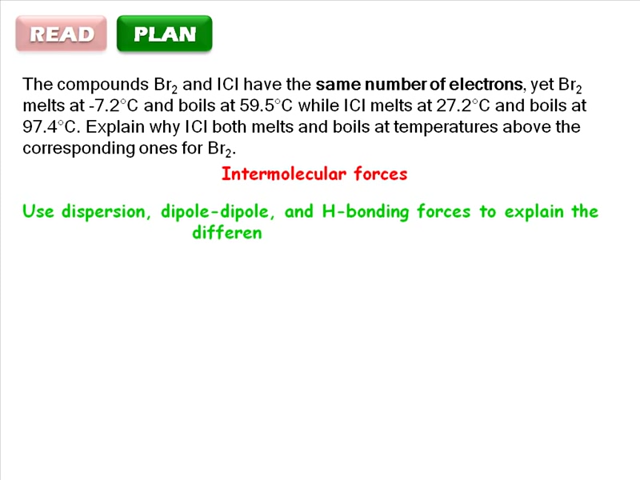 READ PLAN
The compounds Br₂ and ICl have the same number of electrons, yet Br₂
melts at -7.2°C and boils at 59.5°C while ICl melts at 27.2°C and boils at
97.4°C. Explain why ICl both melts and boils at temperatures above the
corresponding ones for Br₂.
Intermolecular forces
Use dispersion, dipole-dipole, and H-bonding forces to explain the
differen